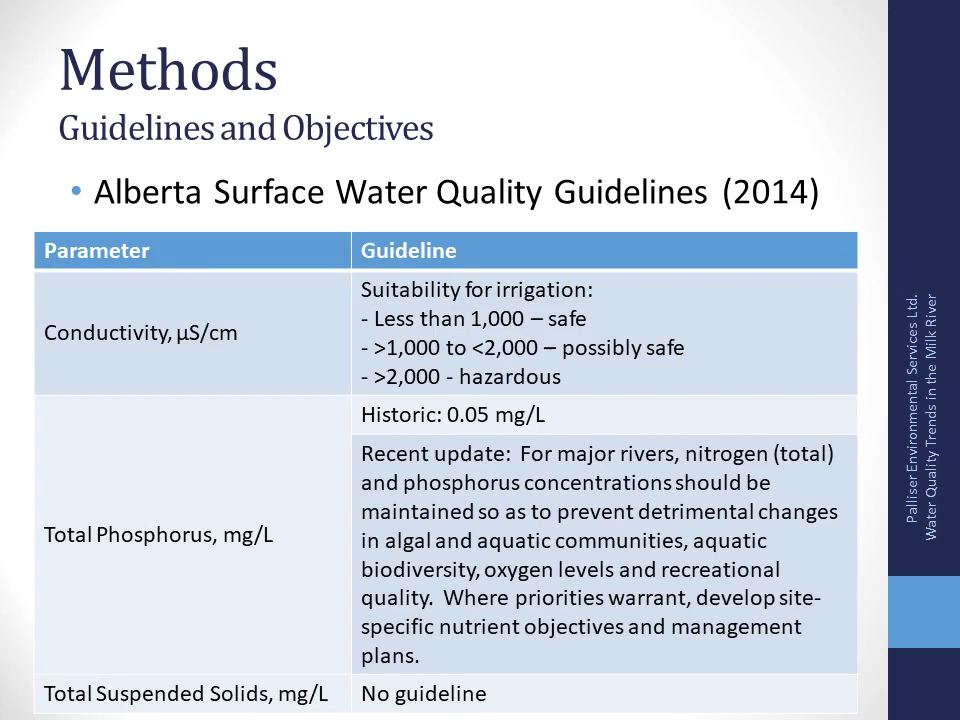 Methods
Guidelines and Objectives
• Alberta Surface Water Quality Guidelines (2014)
Parameter
Guideline
Conductivity, µS/cm
Suitability for irrigation:
- Less than 1,000 – safe
- >1,000 to <2,000 – possibly safe
- >2,000 - hazardous
Total Phosphorus, mg/L
Historic: 0.05 mg/L
Recent update: For major rivers, nitrogen (total)
and phosphorus concentrations should be
maintained so as to prevent detrimental changes
in algal and aquatic communities, aquatic
biodiversity, oxygen levels and recreational
quality. Where priorities warrant, develop site-
specific nutrient objectives and management
plans.
Total Suspended Solids, mg/L
No guideline
Palliser Environmental Services Ltd.
Water Quality Trends in the Milk River